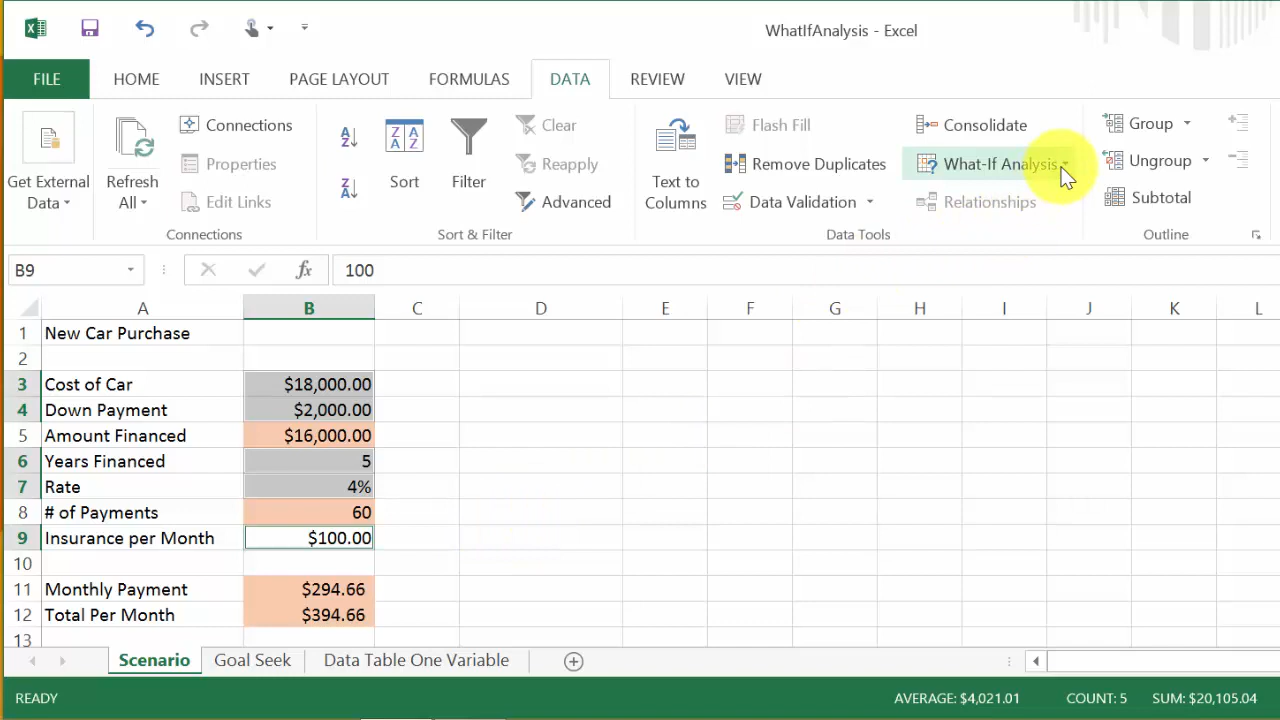 WhatIfAnalysis - Excel
FILE HOME INSERT PAGE LAYOUT FORMULAS DATA REVIEW VIEW
Get External Data
Refresh All
Connections
Properties
Edit Links
Connections
A Z
Z A
Z A A Z
Sort
Filter
Clear
Reapply
Advanced
Sort & Filter
Text to Columns
Flash Fill
Remove Duplicates
Data Validation
Consolidate
What-If Analysis
Relationships
Data Tools
Group
Ungroup
Subtotal
Outline
B9 fx 100
A B C D E F G H I J K L
1 New Car Purchase
2
3 Cost of Car $18,000.00
4 Down Payment $2,000.00
5 Amount Financed $16,000.00
6 Years Financed 5
7 Rate 4%
8 # of Payments 60
9 Insurance per Month $100.00
10
11 Monthly Payment $294.66
12 Total Per Month $394.66
13
Scenario Goal Seek Data Table One Variable
READY AVERAGE: $4,021.01 COUNT: 5 SUM: $20,105.04